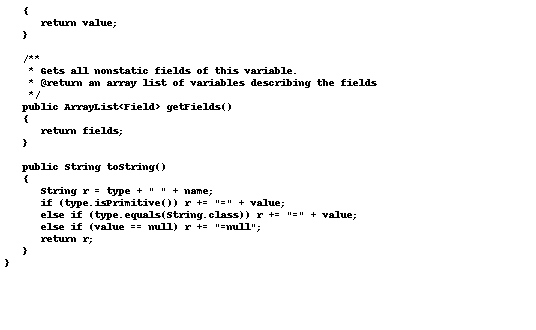 {
return value;
}
/**
* Gets all nonstatic fields of this variable.
* @return an array list of variables describing the fields
*/
public ArrayList<Field> getFields()
{
return fields;
}
public String toString()
{
String r = type + " " + name;
if (type.isPrimitive()) r += "=" + value;
else if (type.equals(String.class)) r += "=" + value;
else if (value == null) r += "=null";
return r;
}
}